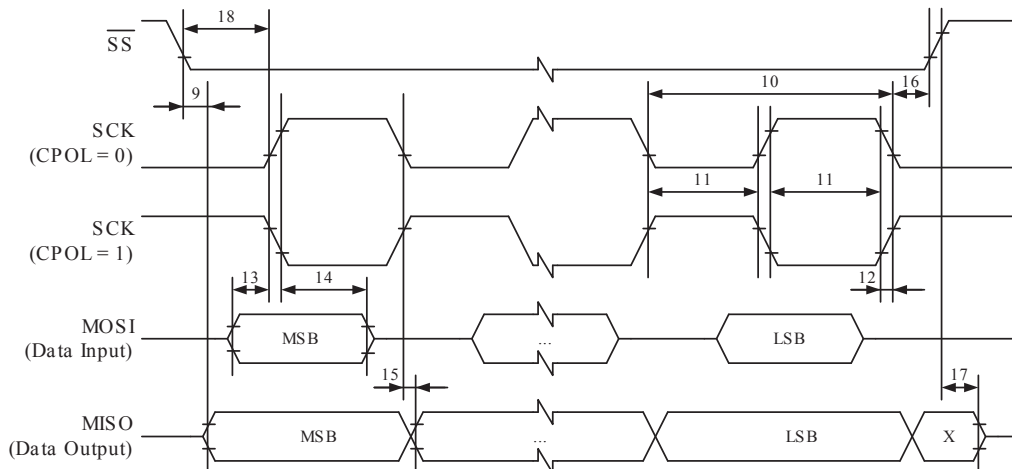 18
SS
10
9
16
SCK
(CPOL = 0)
11
11
SCK
(CPOL = 1)
13
14
12
MOSI
(Data Input)
MSB
...
LSB
15
17
MISO
(Data Output)
MSB
...
LSB
X